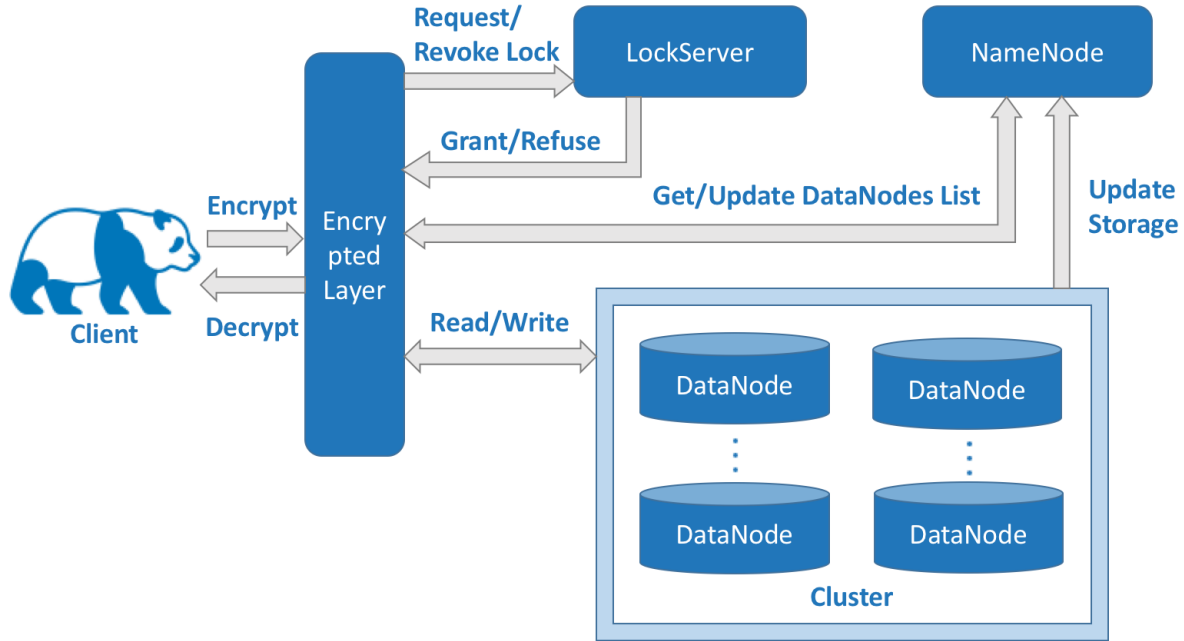 Request/
Revoke Lock
LockServer
NameNode
Grant/Refuse
Get/Update DataNodes List
Update
Storage
Encrypt
Encry
pted
Layer
Client
Decrypt
Read/Write
DataNode
DataNode
DataNode
DataNode
Cluster